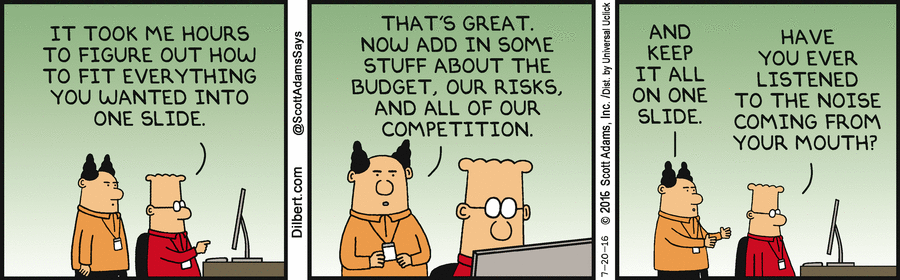 IT TOOK ME HOURS
TO FIGURE OUT HOW
TO FIT EVERYTHING
YOU WANTED INTO
ONE SLIDE.
Dilbert.com @ScottAdamsSays
THAT'S GREAT.
NOW ADD IN SOME
STUFF ABOUT THE
BUDGET, OUR RISKS,
AND ALL OF OUR
COMPETITION.
7-20-16 © 2016 Scott Adams, Inc. /Dist. by Universal Uclick
AND
KEEP
IT ALL
ON ONE
SLIDE.
HAVE
YOU EVER
LISTENED
TO THE NOISE
COMING FROM
YOUR MOUTH?